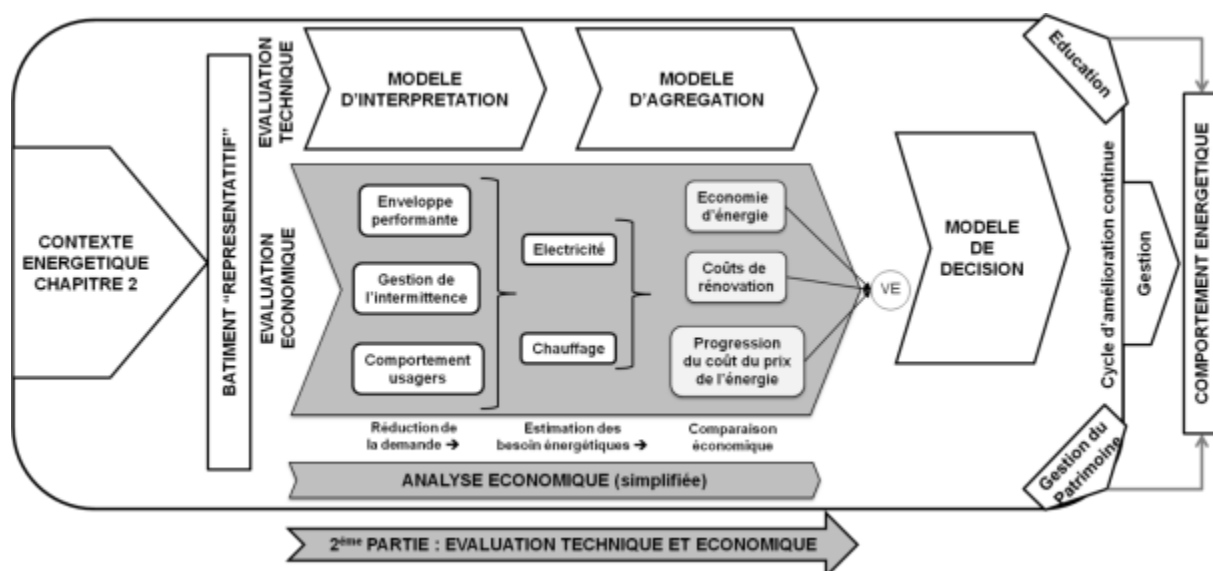 CONTEXTE
ENERGETIQUE
CHAPITRE 2
BATIMENT “REPRESENTATITIF”
EVALUATION
TECHNIQUE
MODELE
D’INTERPRETATION
MODELE
D’AGREGATION
EVALUATION
ECONOMIQUE
Enveloppe
performante
Gestion de
l’intermittence
Comportement
usagers
Electricité
Chauffage
Economie
d’énergie
Coûts de
rénovation
Progression
du coût du prix
de l’énergie
VE
MODELE
DE
DECISION
Réduction de
la demande ➔
Estimation des
besoin énergétiques ➔
Comparaison
économique
ANALYSE ECONOMIQUE (simplifiée)
2ème PARTIE : EVALUATION TECHNIQUE ET ECONOMIQUE
Education
Cycle d’amélioration continue
Gestion
Gestion du
Patrimoine
COMPORTEMENT ENERGETIQUE